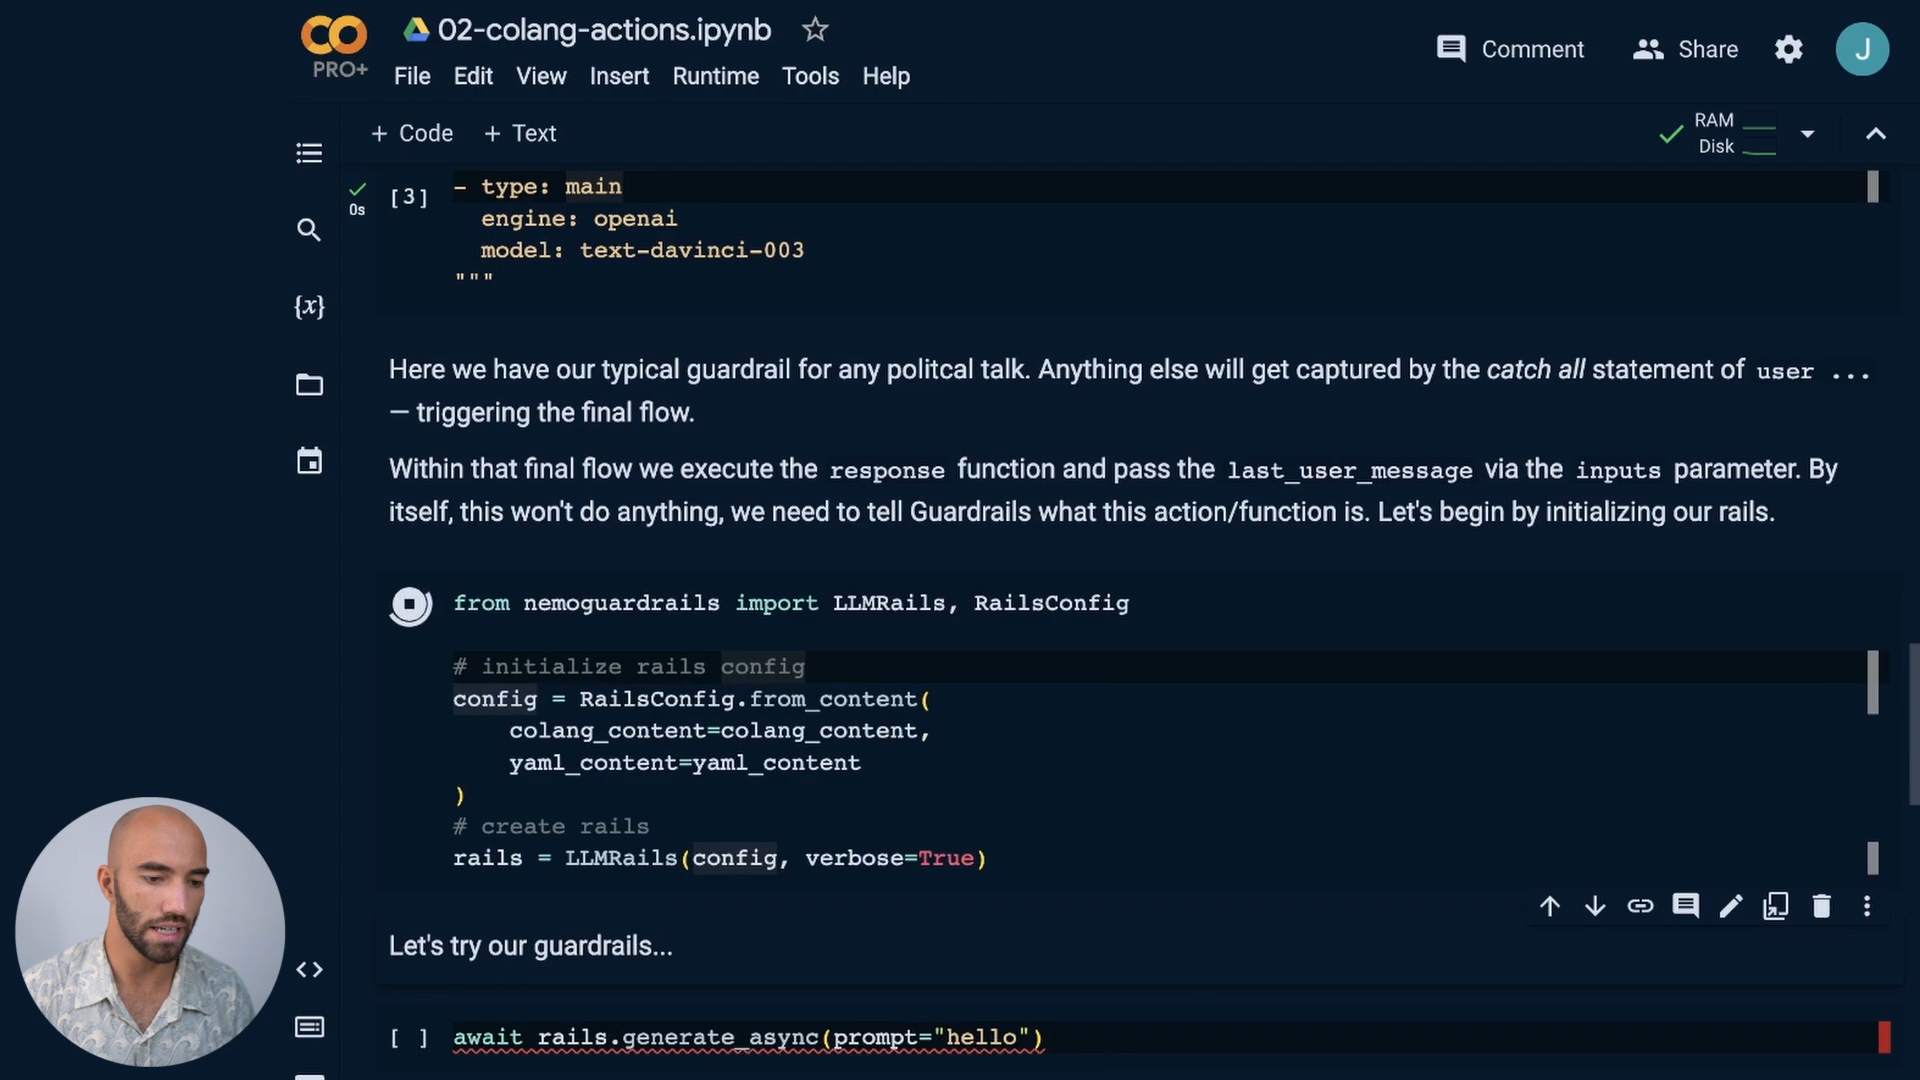 02-colang-actions.ipynb
PRO+
File Edit View Insert Runtime Tools Help
Comment Share J
+ Code + Text
RAM
Disk
0s
[3]
- type: main
engine: openai
model: text-davinci-003
"""
Here we have our typical guardrail for any politcal talk. Anything else will get captured by the catch all statement of user ...
— triggering the final flow.
Within that final flow we execute the response function and pass the last_user_message via the inputs parameter. By
itself, this won't do anything, we need to tell Guardrails what this action/function is. Let's begin by initializing our rails.
from nemoguardrails import LLMRails, RailsConfig
# initialize rails config
config = RailsConfig.from_content(
colang_content=colang_content,
yaml_content=yaml_content
)
# create rails
rails = LLMRails(config, verbose=True)
Let's try our guardrails...
[ ] await rails.generate_async(prompt="hello")